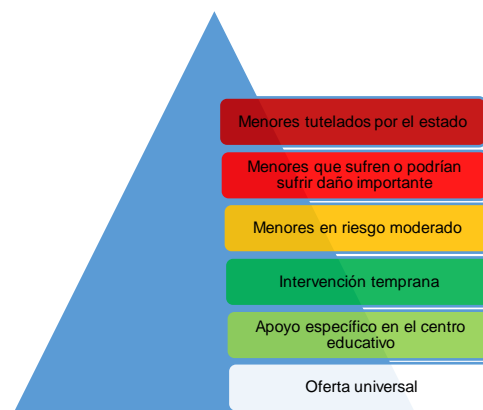 Menores tutelados por el estado
Menores que sufren o podrían
sufrir daño importante
Menores en riesgo moderado
Intervención temprana
Apoyo específico en el centro
educativo
Oferta universal